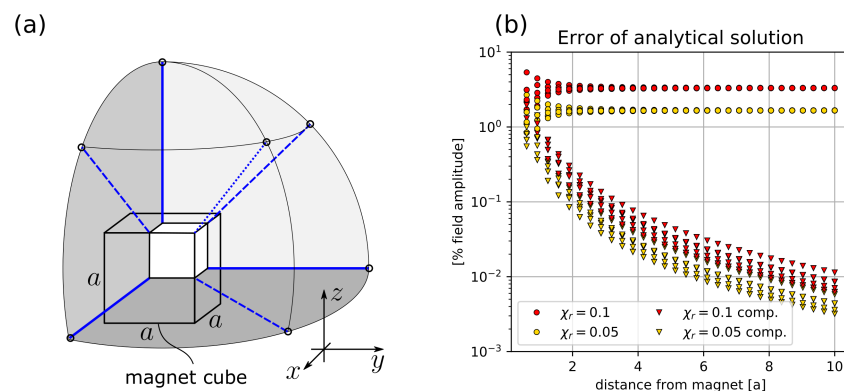 (a)
a
a
a
z
y
x
magnet cube
(b)
Error of analytical solution
[% field amplitude]
10¹
10⁰
10⁻¹
10⁻²
10⁻³
χᵣ = 0.1
χᵣ = 0.05
χᵣ = 0.1 comp.
χᵣ = 0.05 comp.
2
4
6
8
10
distance from magnet [a]